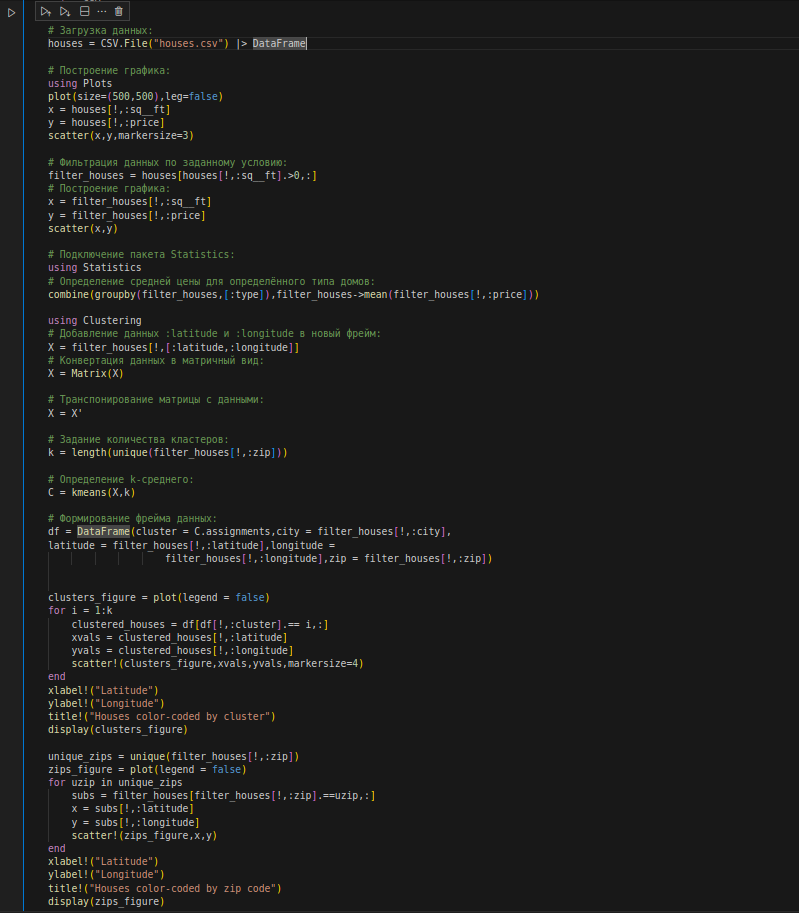 # Загрузка данных:
houses = CSV.File("houses.csv") |> DataFrame
# Построение графика:
using Plots
plot(size=(500,500),leg=false)
x = houses[!,:sq__ft]
y = houses[!,:price]
scatter(x,y,markersize=3)
# Фильтрация данных по заданному условию:
filter_houses = houses[houses[!,:sq__ft].>0,:]
# Построение графика:
x = filter_houses[!,:sq__ft]
y = filter_houses[!,:price]
scatter(x,y)
# Подключение пакета Statistics:
using Statistics
# Определение средней цены для определённого типа домов:
combine(groupby(filter_houses,[:type]),filter_houses->mean(filter_houses[!,:price]))
using Clustering
# Добавление данных :latitude и :longitude в новый фрейм:
X = filter_houses[!,[:latitude,:longitude]]
# Конвертация данных в матричный вид:
X = Matrix(X)
# Транспонирование матрицы с данными:
X = X'
# Задание количества кластеров:
k = length(unique(filter_houses[!,:zip]))
# Определение k-среднего:
C = kmeans(X,k)
# Формирование фрейма данных:
df = DataFrame(cluster = C.assignments,city = filter_houses[!,:city],
latitude = filter_houses[!,:latitude],longitude =
filter_houses[!,:longitude],zip = filter_houses[!,:zip])
clusters_figure = plot(legend = false)
for i = 1:k
clustered_houses = df[df[!,:cluster].== i,:]
xvals = clustered_houses[!,:latitude]
yvals = clustered_houses[!,:longitude]
scatter!(clusters_figure,xvals,yvals,markersize=4)
end
xlabel!("Latitude")
ylabel!("Longitude")
title!("Houses color-coded by cluster")
display(clusters_figure)
unique_zips = unique(filter_houses[!,:zip])
zips_figure = plot(legend = false)
for uzip in unique_zips
subs = filter_houses[filter_houses[!,:zip].==uzip,:]
x = subs[!,:latitude]
y = subs[!,:longitude]
scatter!(zips_figure,x,y)
end
xlabel!("Latitude")
ylabel!("Longitude")
title!("Houses color-coded by zip code")
display(zips_figure)